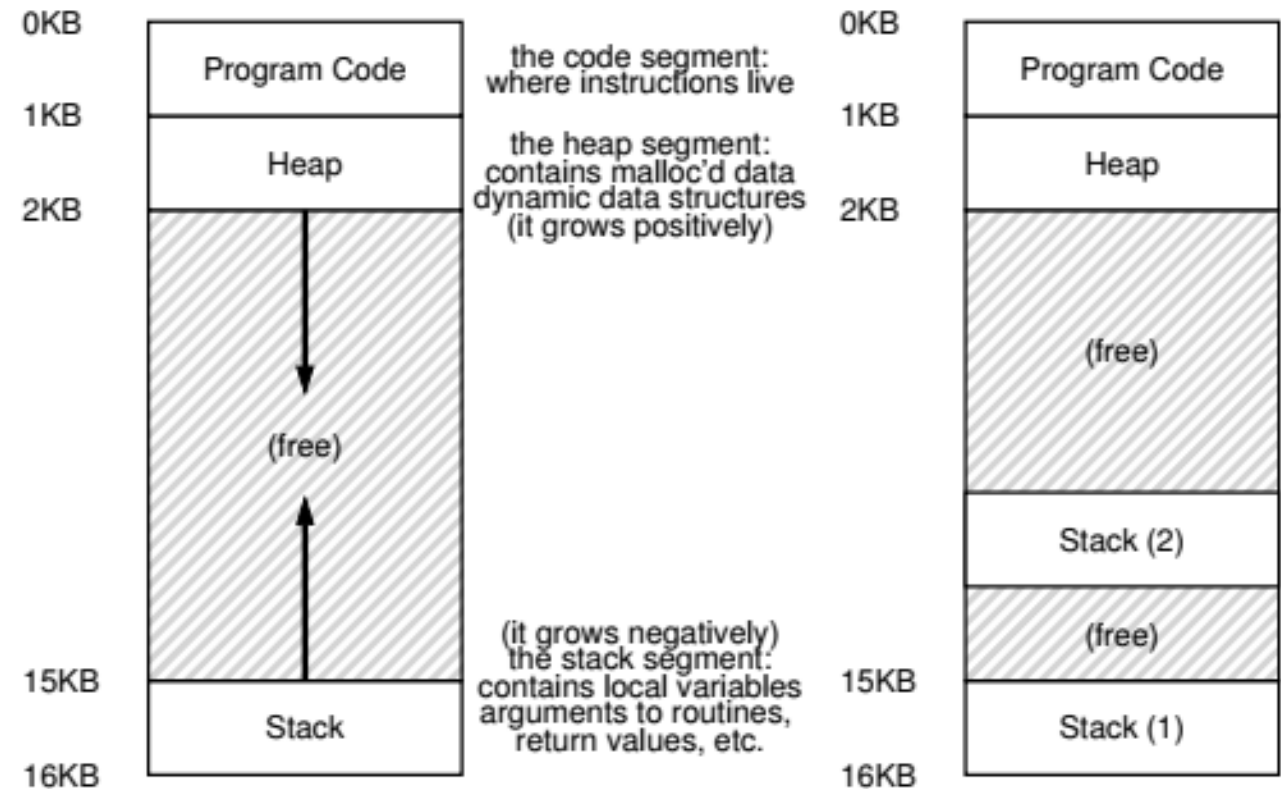 0KB
Program Code
the code segment:
where instructions live
1KB
Heap
the heap segment:
contains malloc'd data
dynamic data structures
(it grows positively)
2KB
(free)
(it grows negatively)
the stack segment:
contains local variables
arguments to routines,
return values, etc.
15KB
Stack
16KB
0KB
Program Code
1KB
Heap
2KB
(free)
Stack (2)
(free)
15KB
Stack (1)
16KB